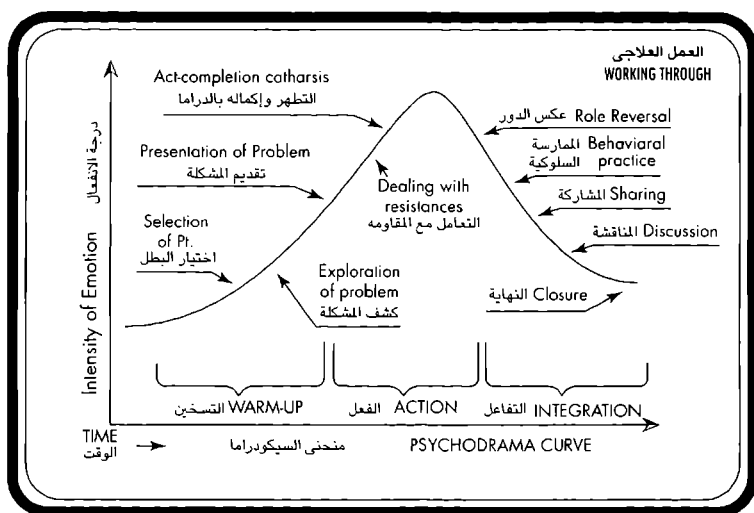 العمل العلاجى
WORKING THROUGH
Act-completion catharsis
التطهر وإكماله بالدراما
عكس الدور Role Reversal
الممارسة Behavioral
السلوكية practice
Presentation of Problem
تقديم المشكلة
Dealing with
resistances
التعامل مع المقاومه
المشاركة Sharing
المناقشة Discussion
Selection
of Pt.
اختيار البطل
Exploration
of problem
كشف المشكلة
النهاية Closure
درجة الانفعال
Inlensity of Emotion
التسخين WARM-UP
الفعل ACTION
التفاعل INTEGRATION
TIME
الوقت
منحنى السيكودراما
PSYCHODRAMA CURVE